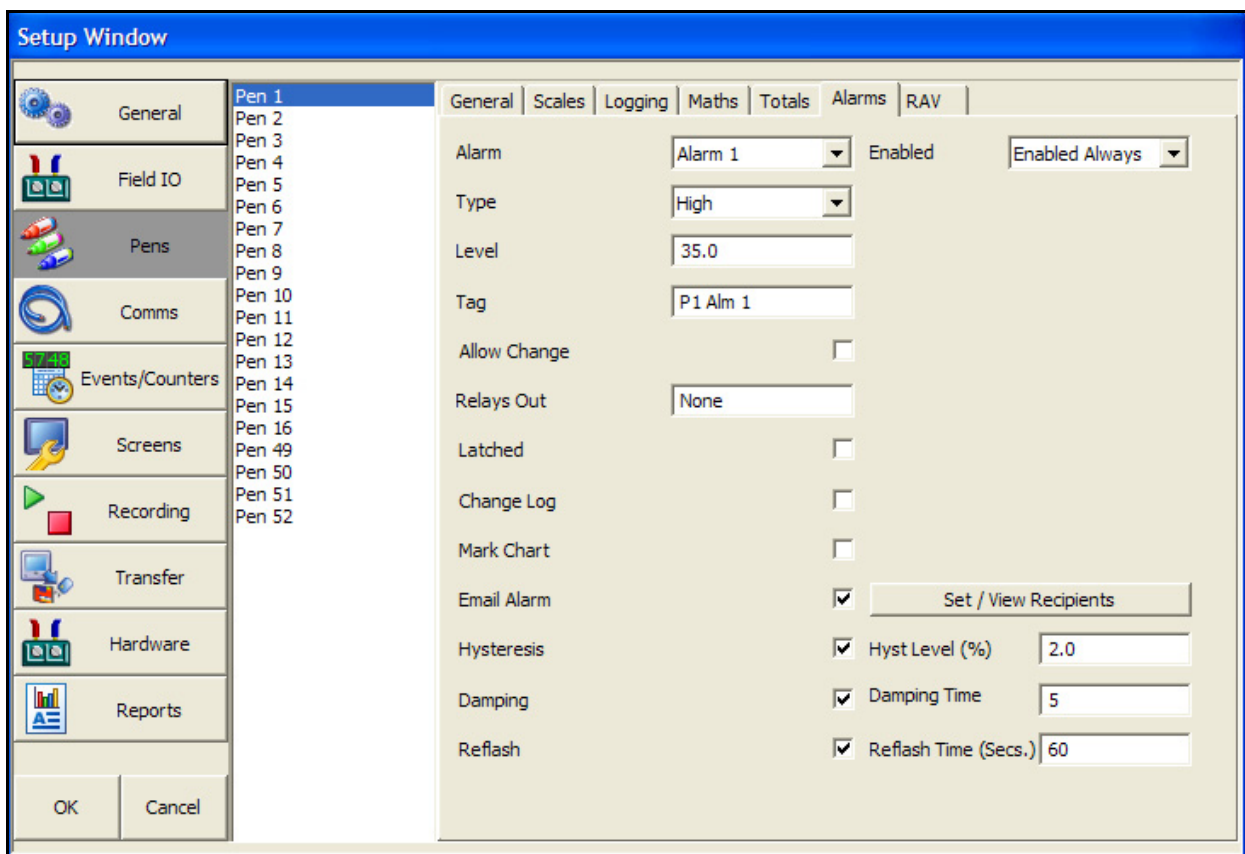 Setup Window
General
Field IO
Pens
Comms
5748
Events/Counters
Screens
Recording
Transfer
Hardware
Reports
OK Cancel
Pen 1
Pen 2
Pen 3
Pen 4
Pen 5
Pen 6
Pen 7
Pen 8
Pen 9
Pen 10
Pen 11
Pen 12
Pen 13
Pen 14
Pen 15
Pen 16
Pen 49
Pen 50
Pen 51
Pen 52
General Scales Logging Maths Totals Alarms RAV
Alarm Alarm 1 Enabled Enabled Always
Type High
Level 35.0
Tag P1 Alm 1
Allow Change
Relays Out None
Latched
Change Log
Mark Chart
Email Alarm Set / View Recipients
Hysteresis Hyst Level (%) 2.0
Damping Damping Time 5
Reflash Reflash Time (Secs.) 60